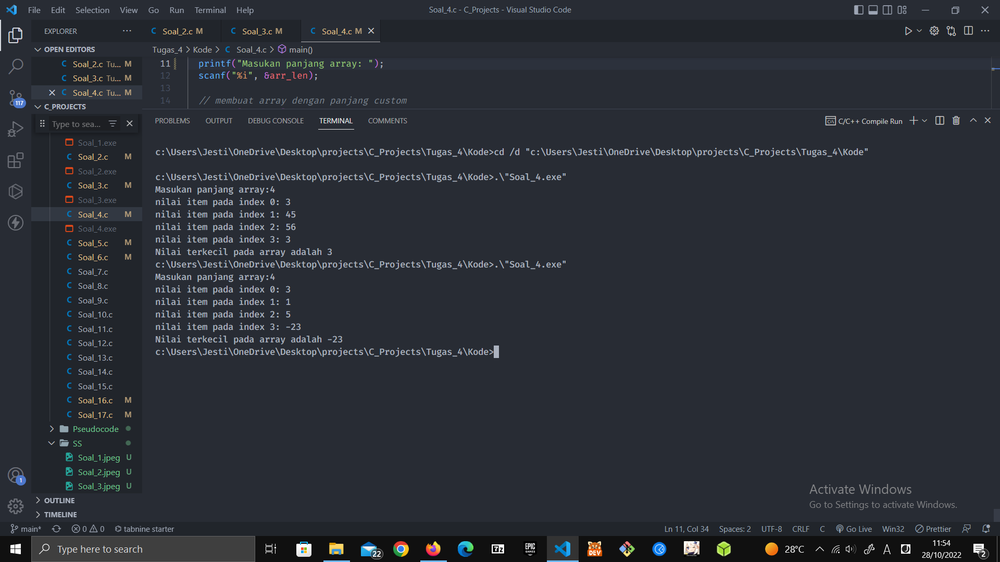 File Edit Selection View Go Run Terminal Help
Soal_4.c - C_Projects - Visual Studio Code
EXPLORER
Soal_2.c M
Soal_3.c M
Soal_4.c M
OPEN EDITORS
Soal_2.c Tu... M
Soal_3.c Tu... M
Soal_4.c Tu... M
117
C_PROJECTS
Type to sea...
Soal_1.exe
Soal_2.c M
Soal_2.exe
Soal_3.c M
Soal_3.exe
Soal_4.c M
Soal_4.exe
Soal_5.c M
Soal_6.c M
Soal_7.c
Soal_8.c
Soal_9.c
Soal_10.c
Soal_11.c
Soal_12.c
Soal_13.c
Soal_14.c
Soal_15.c
Soal_16.c M
Soal_17.c M
Pseudocode
SS
Soal_1.jpeg U
Soal_2.jpeg U
Soal_3.jpeg U
1
OUTLINE
TIMELINE
Tugas_4 > Kode > C Soal_4.c > main()
11 printf("Masukan panjang array: ");
12 scanf("%i", &arr_len);
13
14 // membuat array dengan panjang custom
PROBLEMS OUTPUT DEBUG CONSOLE TERMINAL COMMENTS
C/C++ Compile Run
c:\Users\Jesti\OneDrive\Desktop\projects\C_Projects\Tugas_4\Kode>cd /d "c:\Users\Jesti\OneDrive\Desktop\projects\C_Projects\Tugas_4\Kode"
c:\Users\Jesti\OneDrive\Desktop\projects\C_Projects\Tugas_4\Kode>.\"Soal_4.exe"
Masukan panjang array:4
nilai item pada index 0: 3
nilai item pada index 1: 45
nilai item pada index 2: 56
nilai item pada index 3: 3
Nilai terkecil pada array adalah 3
c:\Users\Jesti\OneDrive\Desktop\projects\C_Projects\Tugas_4\Kode>.\"Soal_4.exe"
Masukan panjang array:4
nilai item pada index 0: 3
nilai item pada index 1: 1
nilai item pada index 2: 5
nilai item pada index 3: -23
Nilai terkecil pada array adalah -23
c:\Users\Jesti\OneDrive\Desktop\projects\C_Projects\Tugas_4\Kode>
Activate Windows
Go to Settings to activate Windows.
main* 0 0 tabnine starter
Ln 11, Col 34 Spaces: 2 UTF-8 CRLF C Go Live Win32 Prettier
Type here to search
22
7z
EPIC GAMES
DEV
28°C
A
11:54
28/10/2022
2